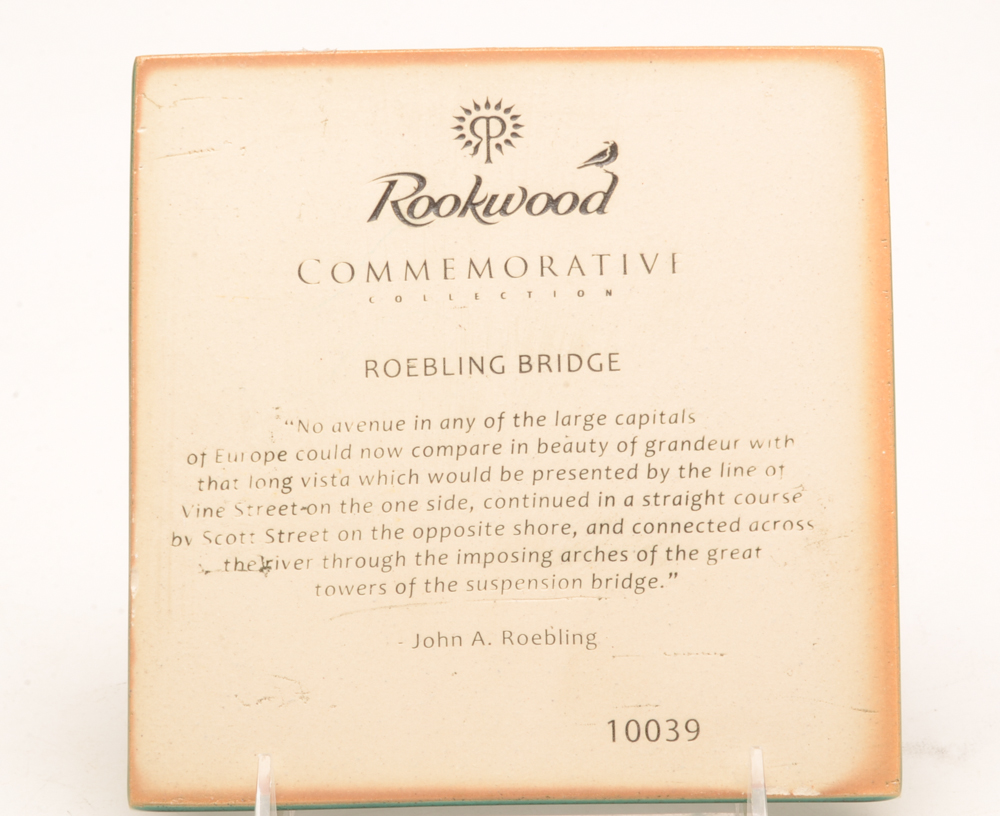 RP
Rookwood
COMMEMORATIVE
COLLECTION
ROEBLING BRIDGE
"No avenue in any of the large capitals
of Europe could now compare in beauty of grandeur with
that long vista which would be presented by the line of
Vine Street on the one side, continued in a straight course
by Scott Street on the opposite shore, and connected across
the river through the imposing arches of the great
towers of the suspension bridge."
- John A. Roebling
10039